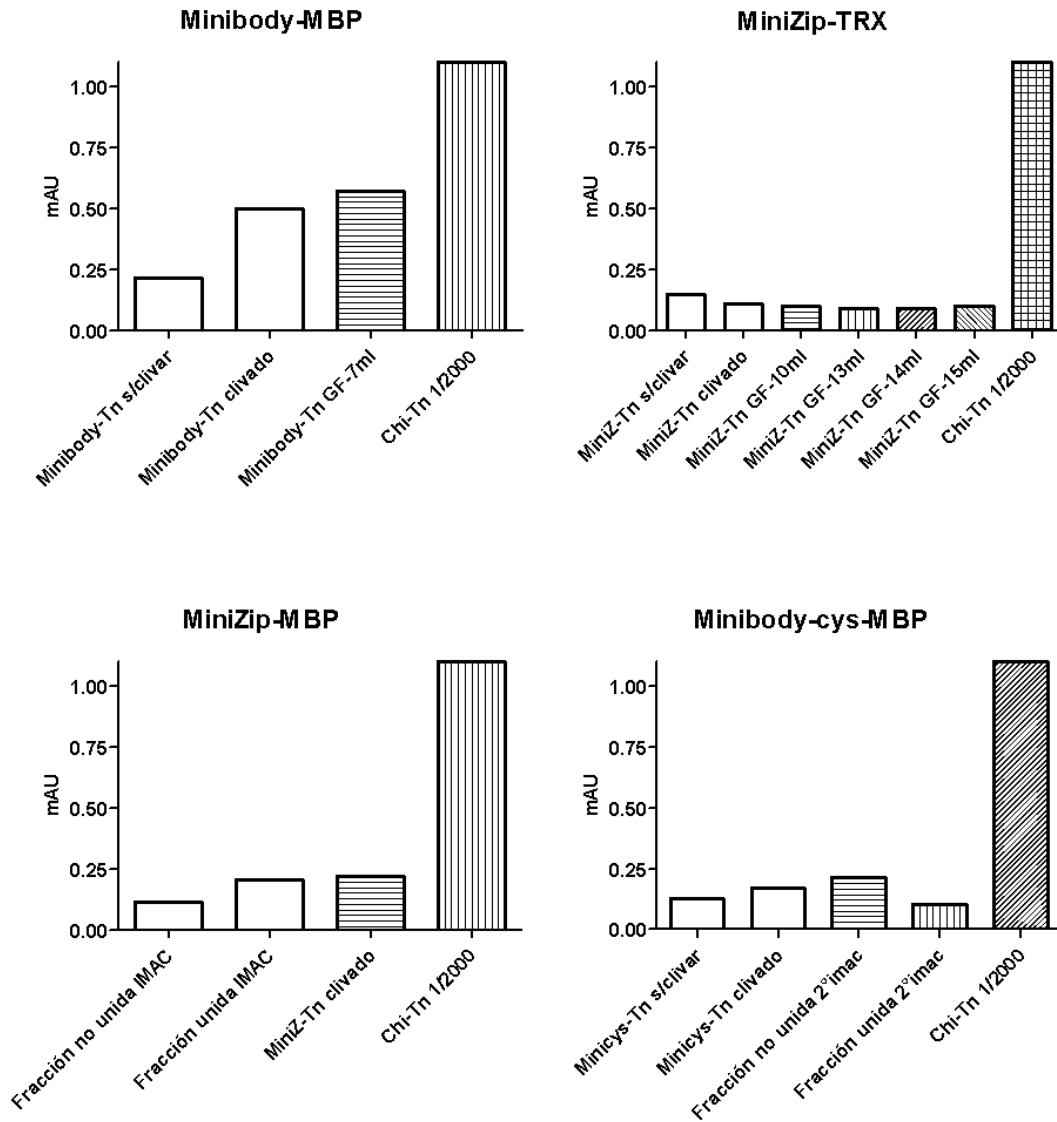 Minibody-MBP
1.00
0.75
0.50
0.25
0.00
mAU
Minibody-Tn s/clivar
Minibody-Tn clivado
Minibody-Tn GF-7ml
Chi-Tn 1/2000
MiniZip-TRX
1.00
0.75
0.50
0.25
0.00
mAU
MiniZ-Tn s/clivar
MiniZ-Tn clivado
MiniZ-Tn GF-10ml
MiniZ-Tn GF-13ml
MiniZ-Tn GF-14ml
MiniZ-Tn GF-15ml
Chi-Tn 1/2000
MiniZip-MBP
1.00
0.75
0.50
0.25
0.00
mAU
Fracción no unida IMAC
Fracción unida IMAC
MiniZ-Tn clivado
Chi-Tn 1/2000
Minibody-cys-MBP
1.00
0.75
0.50
0.25
0.00
mAU
Minicys-Tn s/clivar
Minicys-Tn clivado
Fracción no unida 2°imac
Fracción unida 2°imac
Chi-Tn 1/2000